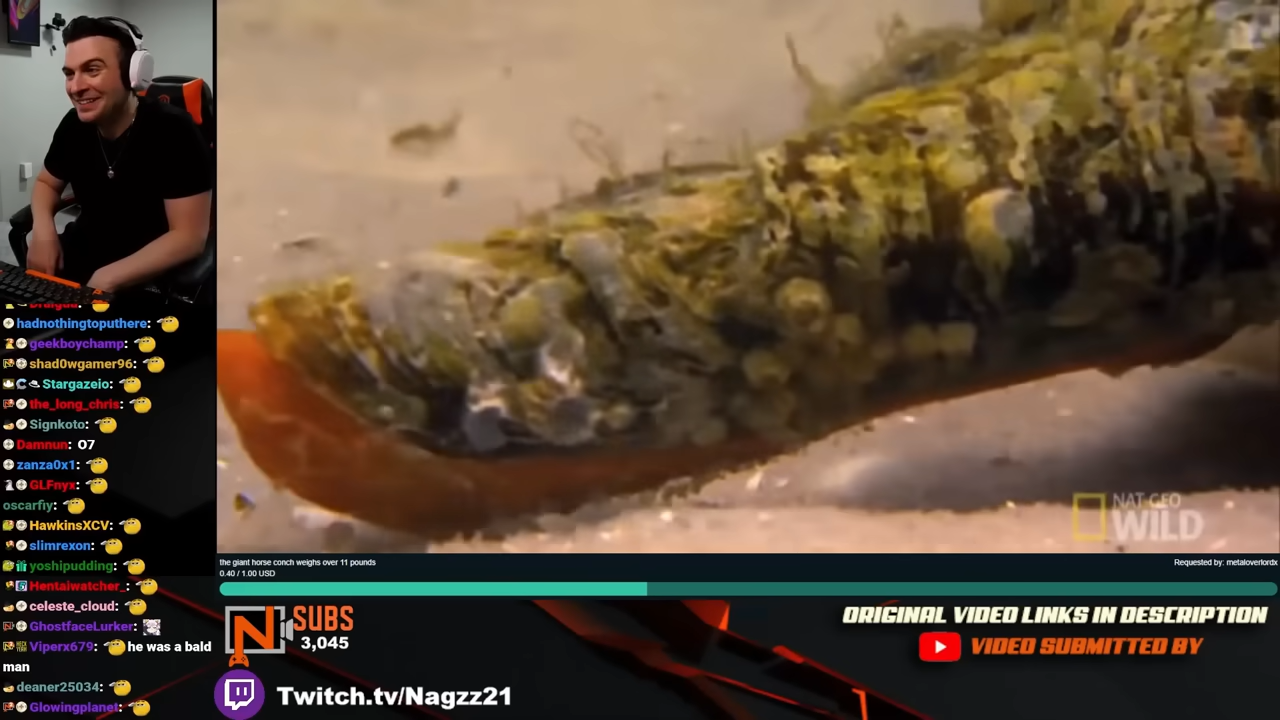 Draigua:
hadnothingtoputhere:
geekboychamp:
shad0wgamer96:
Stargazeio:
the_long_chris:
Signkoto:
Damnun: O7
zanza0x1:
GLFnyx:
oscarfiy:
HawkinsXCV:
slimrexon:
yoshipudding:
Hentaiwatcher_:
celeste_cloud:
GhostfaceLurker:
Viperx679: he was a bald
man
deaner25034:
Glowingplanet:
NAT GEO
WILD
the giant horse conch weighs over 11 pounds
Requested by: metaloverlordx
0.40 / 1.00 USD
N SUBS
3,045
Twitch.tv/Nagzz21
ORIGINAL VIDEO LINKS IN DESCRIPTION
VIDEO SUBMITTED BY